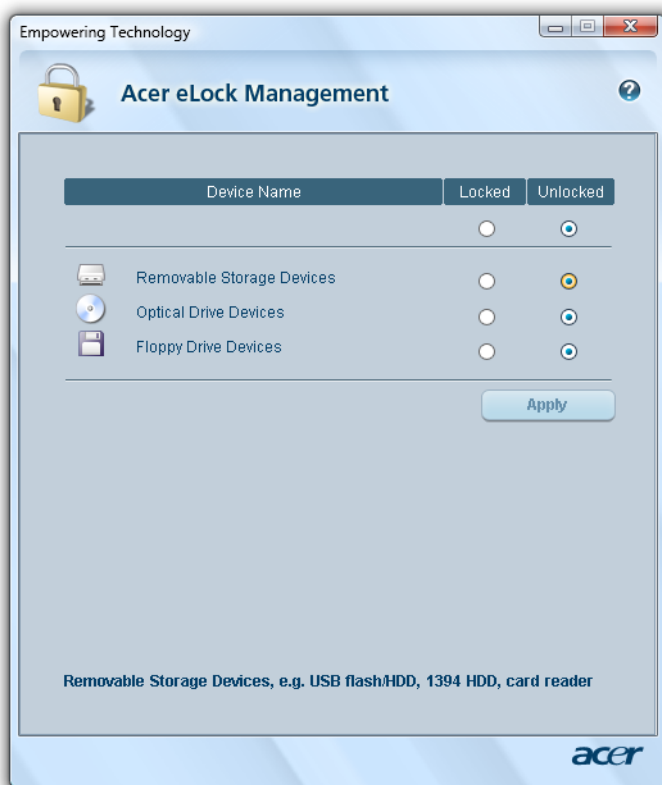 Empowering Technology
Acer eLock Management
Device Name Locked Unlocked
Removable Storage Devices
Optical Drive Devices
Floppy Drive Devices
Apply
Removable Storage Devices, e.g. USB flash/HDD, 1394 HDD, card reader
acer